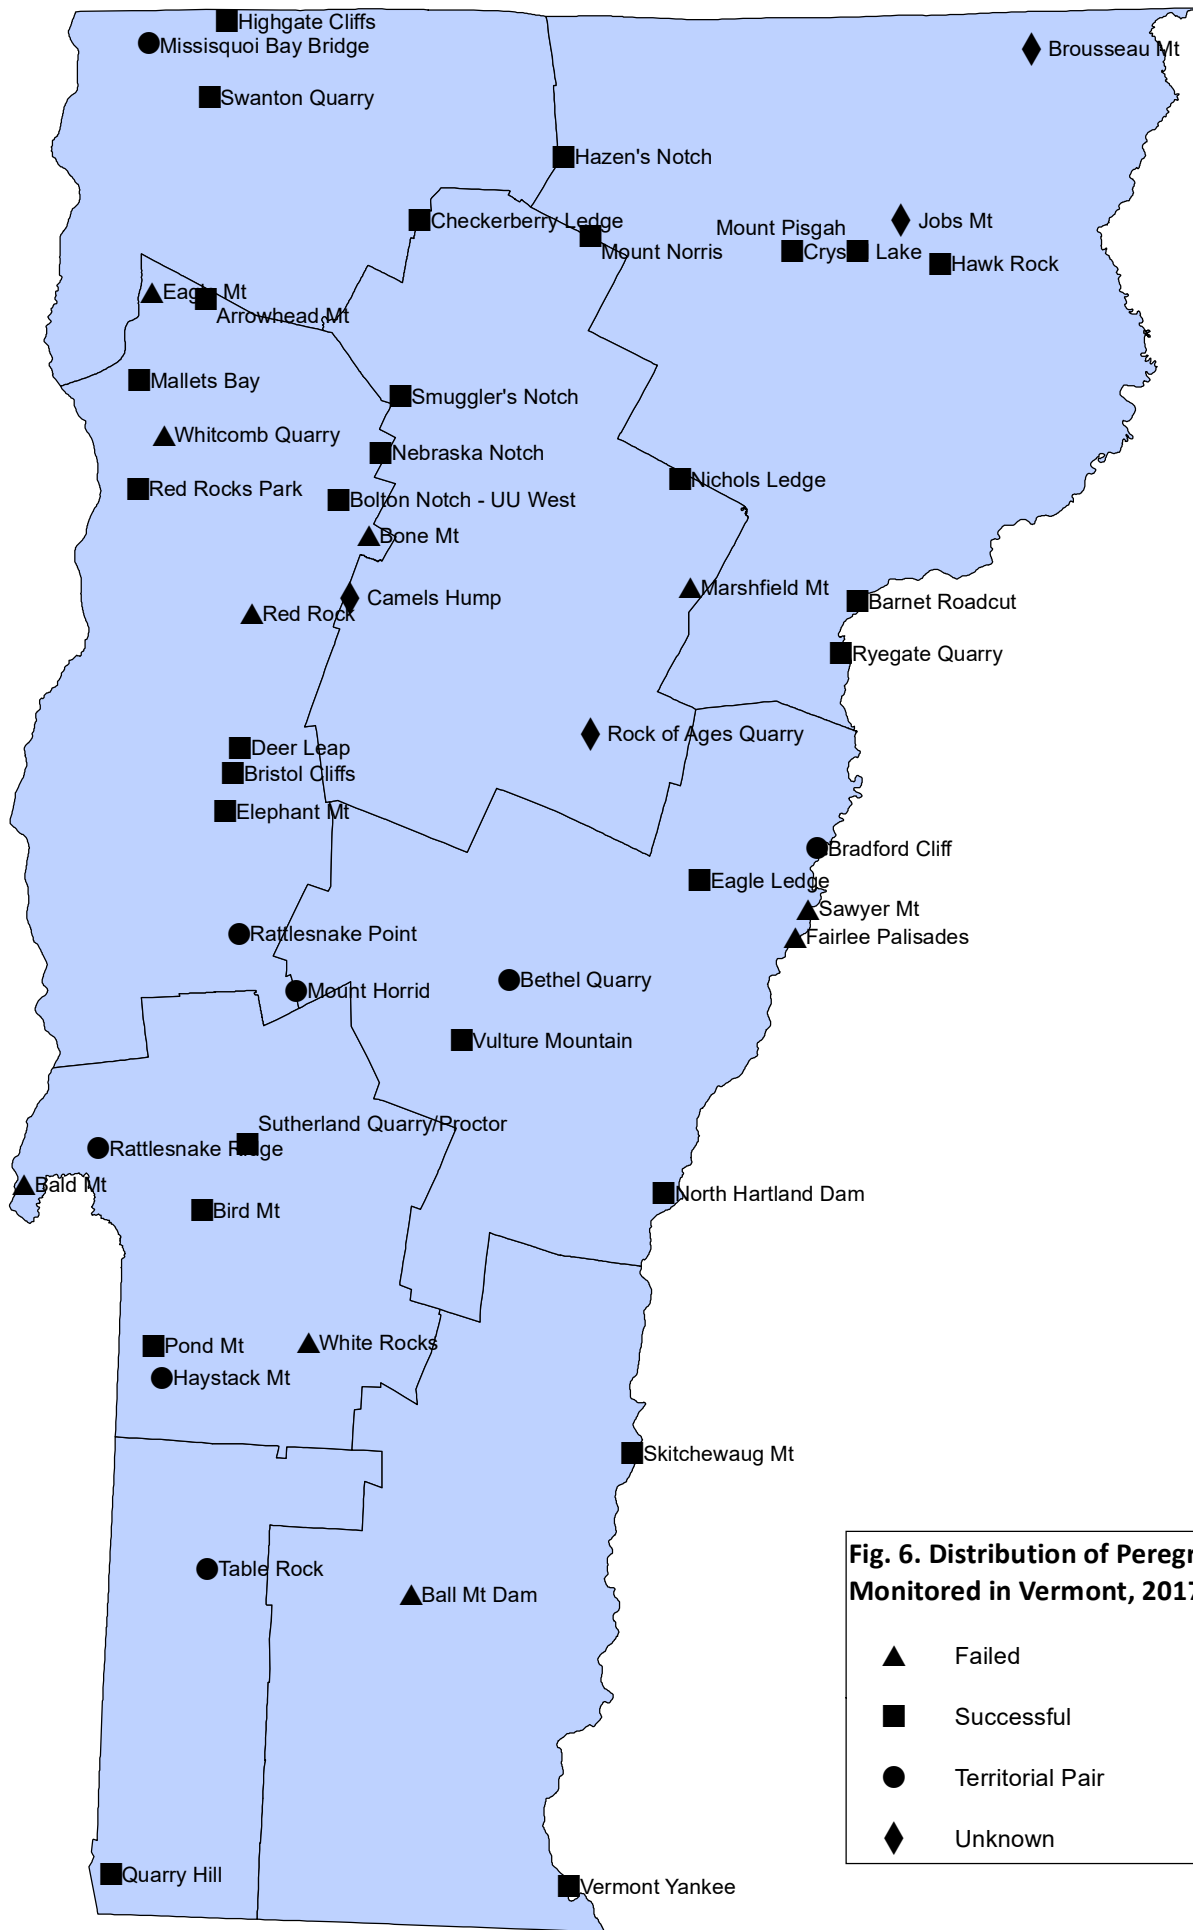 Highgate Cliffs
Missisquoi Bay Bridge
Brousseau Mt
Swanton Quarry
Hazen's Notch
Checkerberry Ledge
Jobs Mt
Mount Pisgah
Mount Norris
Crys Lake
Hawk Rock
Eagle Mt
Arrowhead Mt
Mallets Bay
Smuggler's Notch
Whitcomb Quarry
Nebraska Notch
Nichols Ledge
Red Rocks Park
Bolton Notch - UU West
Bone Mt
Marshfield Mt
Camels Hump
Barnet Roadcut
Red Rock
Ryegate Quarry
Rock of Ages Quarry
Deer Leap
Bristol Cliffs
Elephant Mt
Bradford Cliff
Eagle Ledge
Sawyer Mt
Rattlesnake Point
Fairlee Palisades
Bethel Quarry
Mount Horrid
Vulture Mountain
Sutherland Quarry/Proctor
Rattlesnake Ridge
Bald Mt
North Hartland Dam
Bird Mt
White Rocks
Pond Mt
Haystack Mt
Skitchewaug Mt
Table Rock
Ball Mt Dam
Quarry Hill
Vermont Yankee
Fig. 6. Distribution of Peregr
Monitored in Vermont, 2017
Failed
Successful
Territorial Pair
Unknown